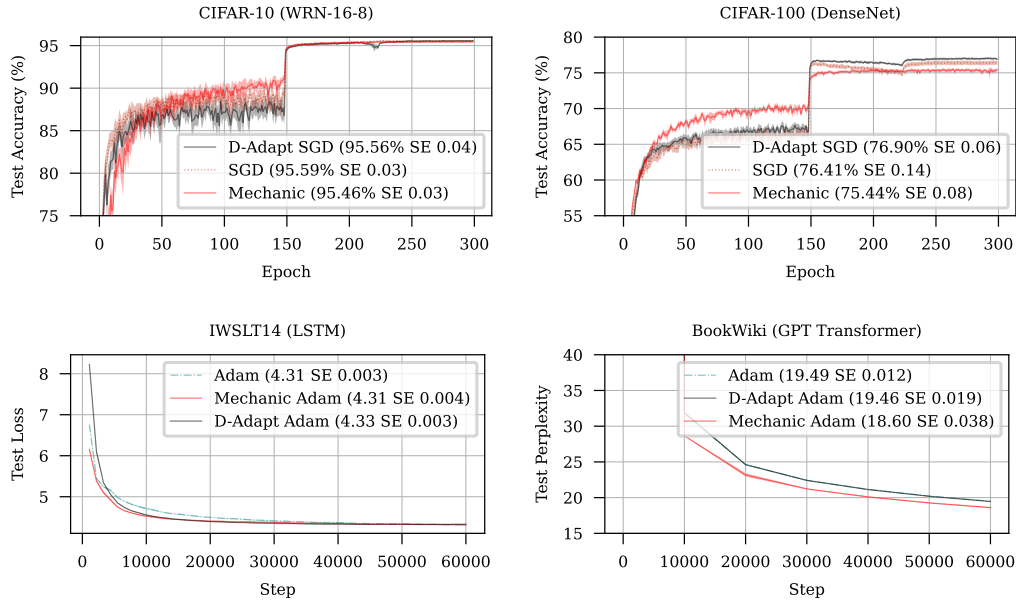 CIFAR-10 (WRN-16-8)
Test Accuracy (%)
95
90
85
80
75
D-Adapt SGD (95.56% SE 0.04)
SGD (95.59% SE 0.03)
Mechanic (95.46% SE 0.03)
0 50 100 150 200 250 300
Epoch
CIFAR-100 (DenseNet)
Test Accuracy (%)
80
75
70
65
60
55
D-Adapt SGD (76.90% SE 0.06)
SGD (76.41% SE 0.14)
Mechanic (75.44% SE 0.08)
0 50 100 150 200 250 300
Epoch
IWSLT14 (LSTM)
Test Loss
8
7
6
5
Adam (4.31 SE 0.003)
Mechanic Adam (4.31 SE 0.004)
D-Adapt Adam (4.33 SE 0.003)
0 10000 20000 30000 40000 50000 60000
Step
BookWiki (GPT Transformer)
Test Perplexity
40
35
30
25
20
15
Adam (19.49 SE 0.012)
D-Adapt Adam (19.46 SE 0.019)
Mechanic Adam (18.60 SE 0.038)
0 10000 20000 30000 40000 50000 60000
Step